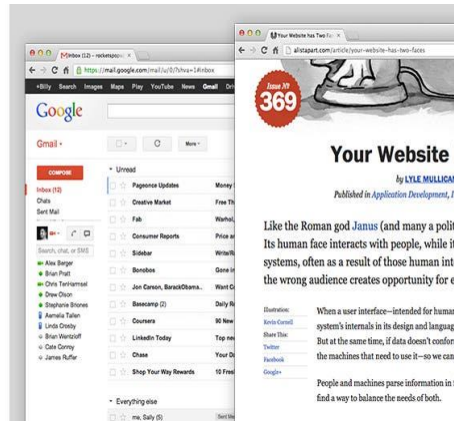 Inbox (12) – rocketspops
https://mail.google.com/mail/u/0/?shva=1#inbox
+Billy Search Images Maps Play YouTube News Gmail
Google
Gmail
More
COMPOSE
Inbox (12)
Chats
Sent Mail
Search, chat, or SMS
Alex Barger
Brian Pratt
Chris TenHarmsel
Drew Olson
Stephanie Briones
Aemelia Tallen
Linda Crosby
Brian Wentzloff
Cate Conroy
James Ruffer
Unread
Pageonce Updates Money
Creative Market Free Th
Fab Warhol,
Consumer Reports Price an
Sidebar
Bonobos Gone in
Jon Carson, BarackObama. Want C
Basecamp (2) Daily R
Coursera 90 New
LinkedIn Today Top new
Chase Your D
Shop Your Way Rewards 10 Fres
Everything else
me, Sally (5)
Your Website has Two Fac
alistapart.com/article/your-website-has-two-faces
Issue №
369
Your Website
by LYLE MULLICAN
Published in Application Development, I
Like the Roman god Janus (and many a polit
Its human face interacts with people, while it
systems, often as a result of those human int
the wrong audience creates opportunity for e
Illustration:
Kevin Cornell
Share This:
Twitter
Facebook
Google+
When a user interface—intended for human
system's internals in its design and languag
But at the same time, if data doesn't conform
the machines that need to use it—so we can
People and machines parse information in
find a way to balance the needs of both.